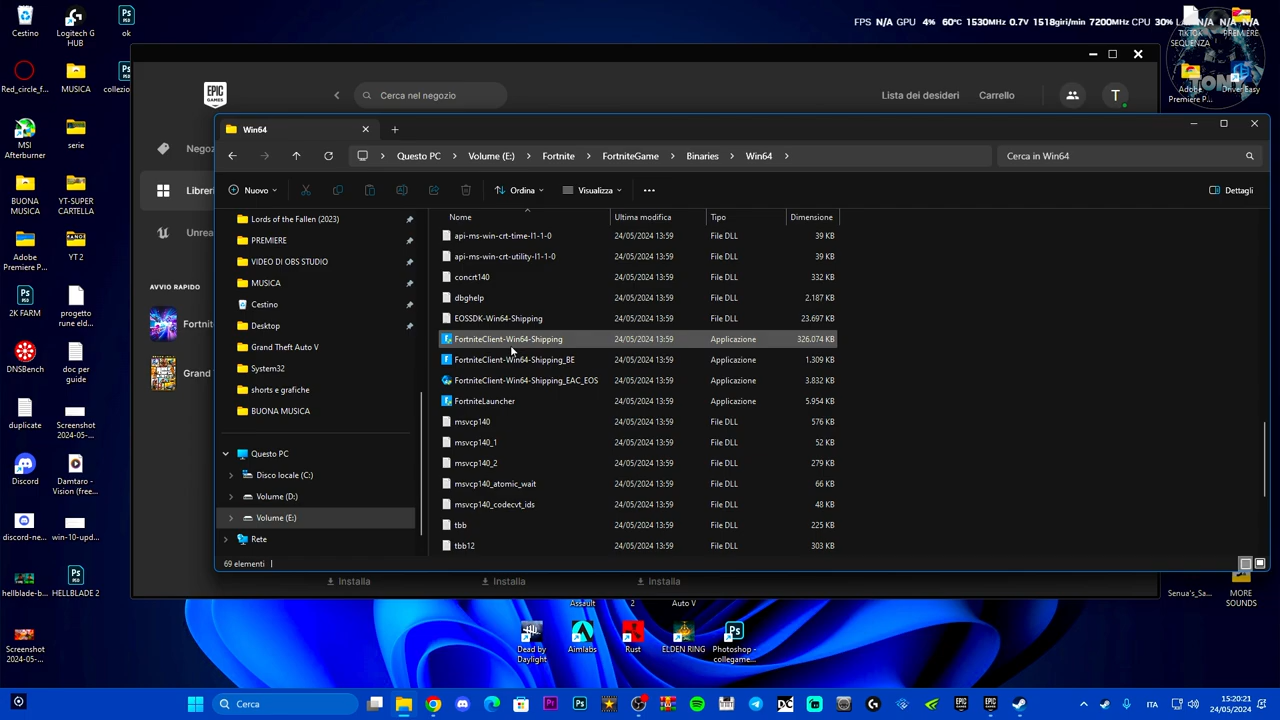 FPS N/A GPU 4% 60°C 1530MHz 0.7V 1518giri/min 7200MHz CPU 30% N/A N/A N/A
Cestino
Logitech G
HUB
ok
TIKTOK
SEQUENZA
PREMIERE
Red_circle_f...
MUSICA
collezio
Adobe
Premiere P...
Driver Easy
TONY
MSI
Afterburner
serie
BUONA
MUSICA
YT-SUPER
CARTELLA
Adobe
Premiere P...
YT 2
2K FARM
progetto
rune eld...
DNSBench
doc per
guide
duplicate
Screenshot
2024-05-...
Discord
Damtaro -
Vision (free...
discord-ne...
win-10-upd...
hellblade-b...
HELLBLADE 2
Screenshot
2024-05-...
EPIC
GAMES
Cerca nel negozio
Lista dei desideri
Carrello
T
Negoz
Libreri
Unrea
AVVIO RAPIDO
Fortni
Grand T
Win64
Questo PC > Volume (E:) > Fortnite > FortniteGame > Binaries > Win64 >
Cerca in Win64
Nuovo
Ordina
Visualizza
Dettagli
Lords of the Fallen (2023)
PREMIERE
VIDEO DI OBS STUDIO
MUSICA
Cestino
Desktop
Grand Theft Auto V
System32
shorts e grafiche
BUONA MUSICA
Questo PC
Disco locale (C:)
Volume (D:)
Volume (E:)
Rete
Nome Ultima modifica Tipo Dimensione
api-ms-win-crt-time-l1-1-0 24/05/2024 13:59 File DLL 39 KB
api-ms-win-crt-utility-l1-1-0 24/05/2024 13:59 File DLL 39 KB
concrt140 24/05/2024 13:59 File DLL 332 KB
dbghelp 24/05/2024 13:59 File DLL 2.187 KB
EOSSDK-Win64-Shipping 24/05/2024 13:59 File DLL 23.697 KB
FortniteClient-Win64-Shipping 24/05/2024 13:59 Applicazione 326.074 KB
FortniteClient-Win64-Shipping_BE 24/05/2024 13:59 Applicazione 1.309 KB
FortniteClient-Win64-Shipping_EAC_EOS 24/05/2024 13:59 Applicazione 3.832 KB
FortniteLauncher 24/05/2024 13:59 Applicazione 5.954 KB
msvcp140 24/05/2024 13:59 File DLL 576 KB
msvcp140_1 24/05/2024 13:59 File DLL 52 KB
msvcp140_2 24/05/2024 13:59 File DLL 279 KB
msvcp140_atomic_wait 24/05/2024 13:59 File DLL 66 KB
msvcp140_codecvt_ids 24/05/2024 13:59 File DLL 48 KB
tbb 24/05/2024 13:59 File DLL 225 KB
tbb12 24/05/2024 13:59 File DLL 303 KB
69 elementi
Installa
Installa
Installa
Assault
2
Auto V
Senua's_Sa...
MORE
SOUNDS
Dead by
Daylight
Aimlabs
Rust
ELDEN RING
Photoshop -
collegame...
Cerca
ITA
15:20:21
24/05/2024